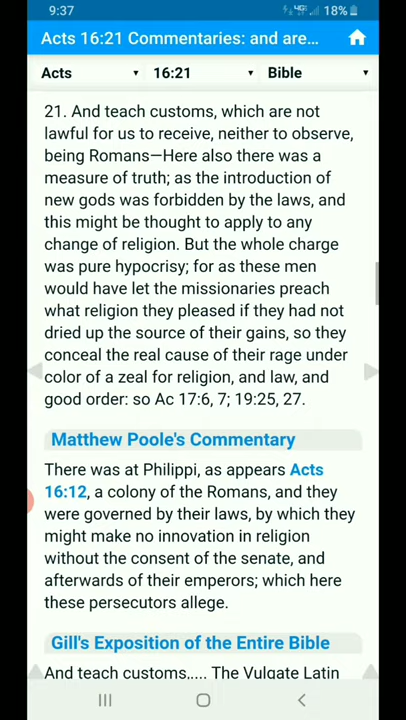 9:37 18%
Acts 16:21 Commentaries: and are...
Acts 16:21 Bible
21. And teach customs, which are not
lawful for us to receive, neither to observe,
being Romans—Here also there was a
measure of truth; as the introduction of
new gods was forbidden by the laws, and
this might be thought to apply to any
change of religion. But the whole charge
was pure hypocrisy; for as these men
would have let the missionaries preach
what religion they pleased if they had not
dried up the source of their gains, so they
conceal the real cause of their rage under
color of a zeal for religion, and law, and
good order: so Ac 17:6, 7; 19:25, 27.
Matthew Poole's Commentary
There was at Philippi, as appears Acts
16:12, a colony of the Romans, and they
were governed by their laws, by which they
might make no innovation in religion
without the consent of the senate, and
afterwards of their emperors; which here
these persecutors allege.
Gill's Exposition of the Entire Bible
And teach customs,.... The Vulgate Latin